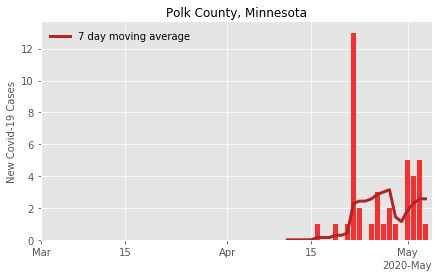 Polk County, Minnesota
7 day moving average
New Covid-19 Cases
12
10
8
6
4
2
0
Mar 15 Apr 15 May
2020-May